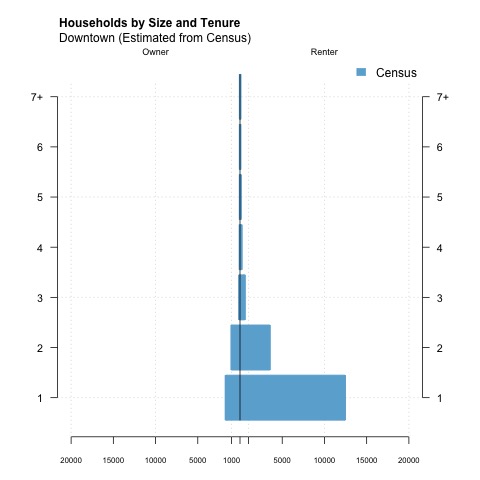 Households by Size and Tenure
Downtown (Estimated from Census)
Owner Renter
Census
7+ 7+
6 6
5 5
4 4
3 3
2 2
1 1
20000 15000 10000 5000 1000 5000 10000 15000 20000